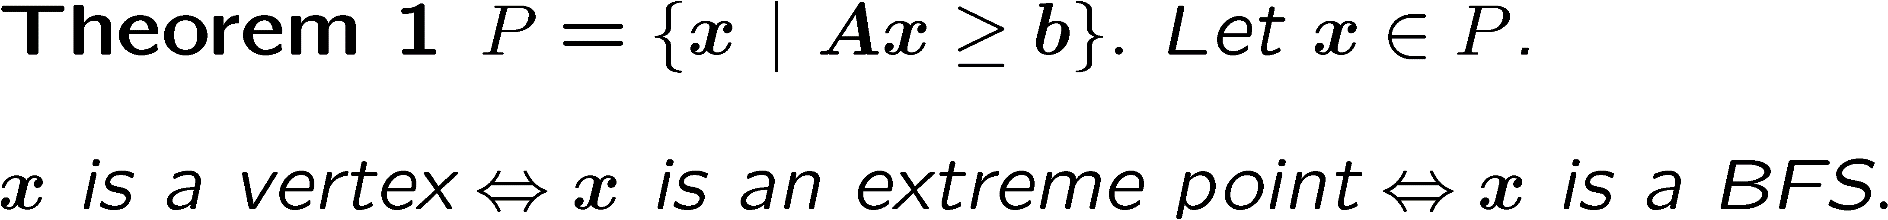 Theorem 1 P = {x | Ax ≥ b}. Let x ∈ P.
x is a vertex ⇔ x is an extreme point ⇔ x is a BFS.